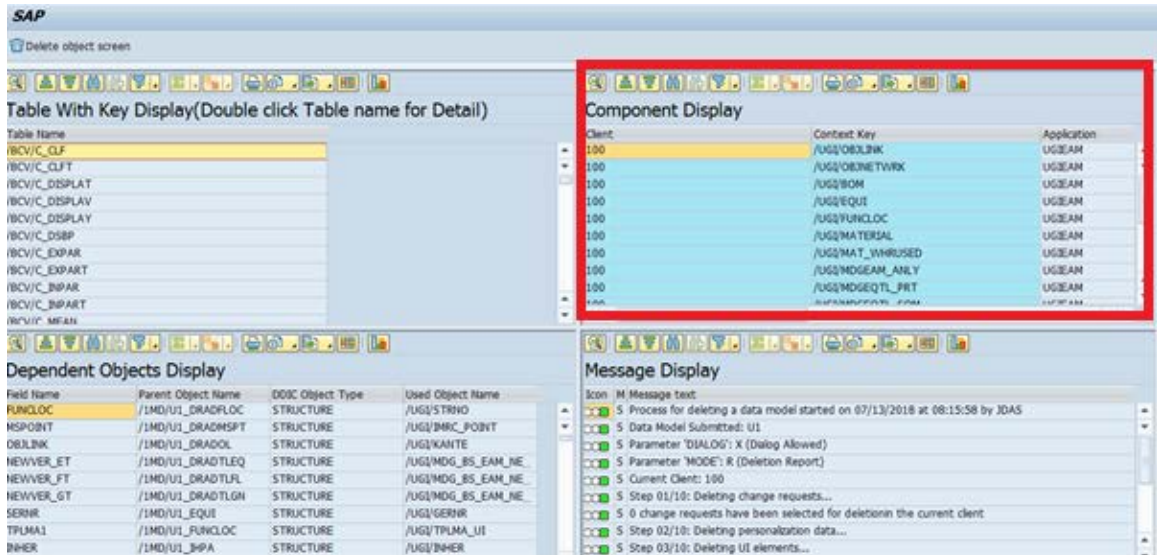 SAP
Delete object screen
Table With Key Display(Double click Table name for Detail)
Table Name
/BCV/C_CLF
/BCV/C_CLFT
/BCV/C_DISPLAT
/BCV/C_DISPLAV
/BCV/C_DISPLAY
/BCV/C_DSBP
/BCV/C_EXPAR
/BCV/C_EXPART
/BCV/C_INPAR
/BCV/C_INPART
/BCV/C_MEAN
Component Display
Client Context Key Application
100 /UGI/OBJLINK UGIEAM
100 /UGI/OBJNETWRK UGIEAM
100 /UGI/BOM UGIEAM
100 /UGI/EQUI UGIEAM
100 /UGI/FUNCLOC UGIEAM
100 /UGI/MATERIAL UGIEAM
100 /UGI/MAT_WHRUSED UGIEAM
100 /UGI/MDGEAM_ANLY UGIEAM
100 /UGI/MDGEQTL_PRT UGIEAM
100 UGIEAM
Dependent Objects Display
Field Name Parent Object Name DDIC Object Type Used Object Name
FUNCLOC /1MD/U1_DRADFLOC STRUCTURE /UGI/STRNO
MSPOINT /1MD/U1_DRADMSPT STRUCTURE /UGI/IMRC_POINT
OBJLINK /1MD/U1_DRADOL STRUCTURE /UGI/KANTE
NEWVER_ET /1MD/U1_DRADTLEQ STRUCTURE /UGI/MDG_BS_EAM_NE_
NEWVER_FT /1MD/U1_DRADTLFL STRUCTURE /UGI/MDG_BS_EAM_NE_
NEWVER_GT /1MD/U1_DRADTLGN STRUCTURE /UGI/MDG_BS_EAM_NE_
SERNR /1MD/U1_EQUI STRUCTURE /UGI/GERNR
TPLMA1 /1MD/U1_FUNCLOC STRUCTURE /UGI/TPLMA_UI
INHER /1MD/U1_IHPA STRUCTURE /UGI/INHER
Message Display
Icon M Message text
S Process for deleting a data model started on 07/13/2018 at 08:15:58 by JDAS
S Data Model Submitted: U1
S Parameter 'DIALOG': X (Dialog Allowed)
S Parameter 'MODE': R (Deletion Report)
S Current Client: 100
S Step 01/10: Deleting change requests...
S 0 change requests have been selected for deletionin the current client
S Step 02/10: Deleting personalization data...
S Step 03/10: Deleting UI elements...